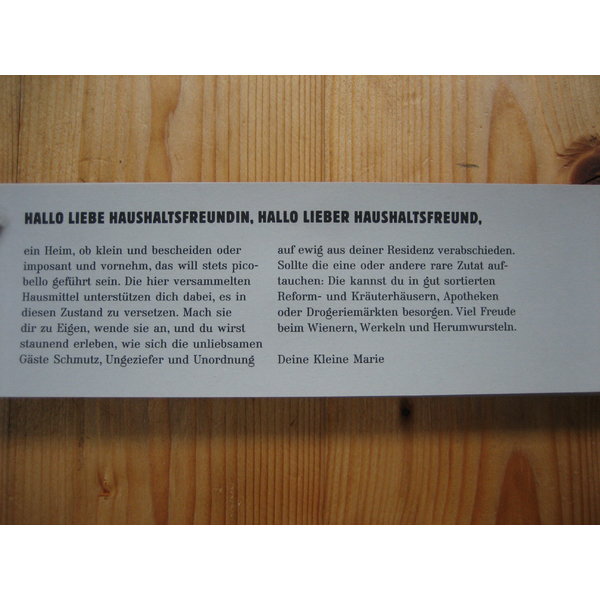 HALLO LIEBE HAUSHALTSFREUNDIN, HALLO LIEBER HAUSHALTSFREUND,
ein Heim, ob klein und bescheiden oder
imposant und vornehm, das will stets pico-
bello geführt sein. Die hier versammelten
Hausmittel unterstützen dich dabei, es in
diesen Zustand zu versetzen. Mach sie
dir zu Eigen, wende sie an, und du wirst
staunend erleben, wie sich die unliebsamen
Gäste Schmutz, Ungeziefer und Unordnung
auf ewig aus deiner Residenz verabschieden.
Sollte die eine oder andere rare Zutat auf-
tauchen: Die kannst du in gut sortierten
Reform- und Kräuterhäusern, Apotheken
oder Drogeriemärkten besorgen. Viel Freude
beim Wienern, Werkeln und Herumwursteln.
Deine Kleine Marie